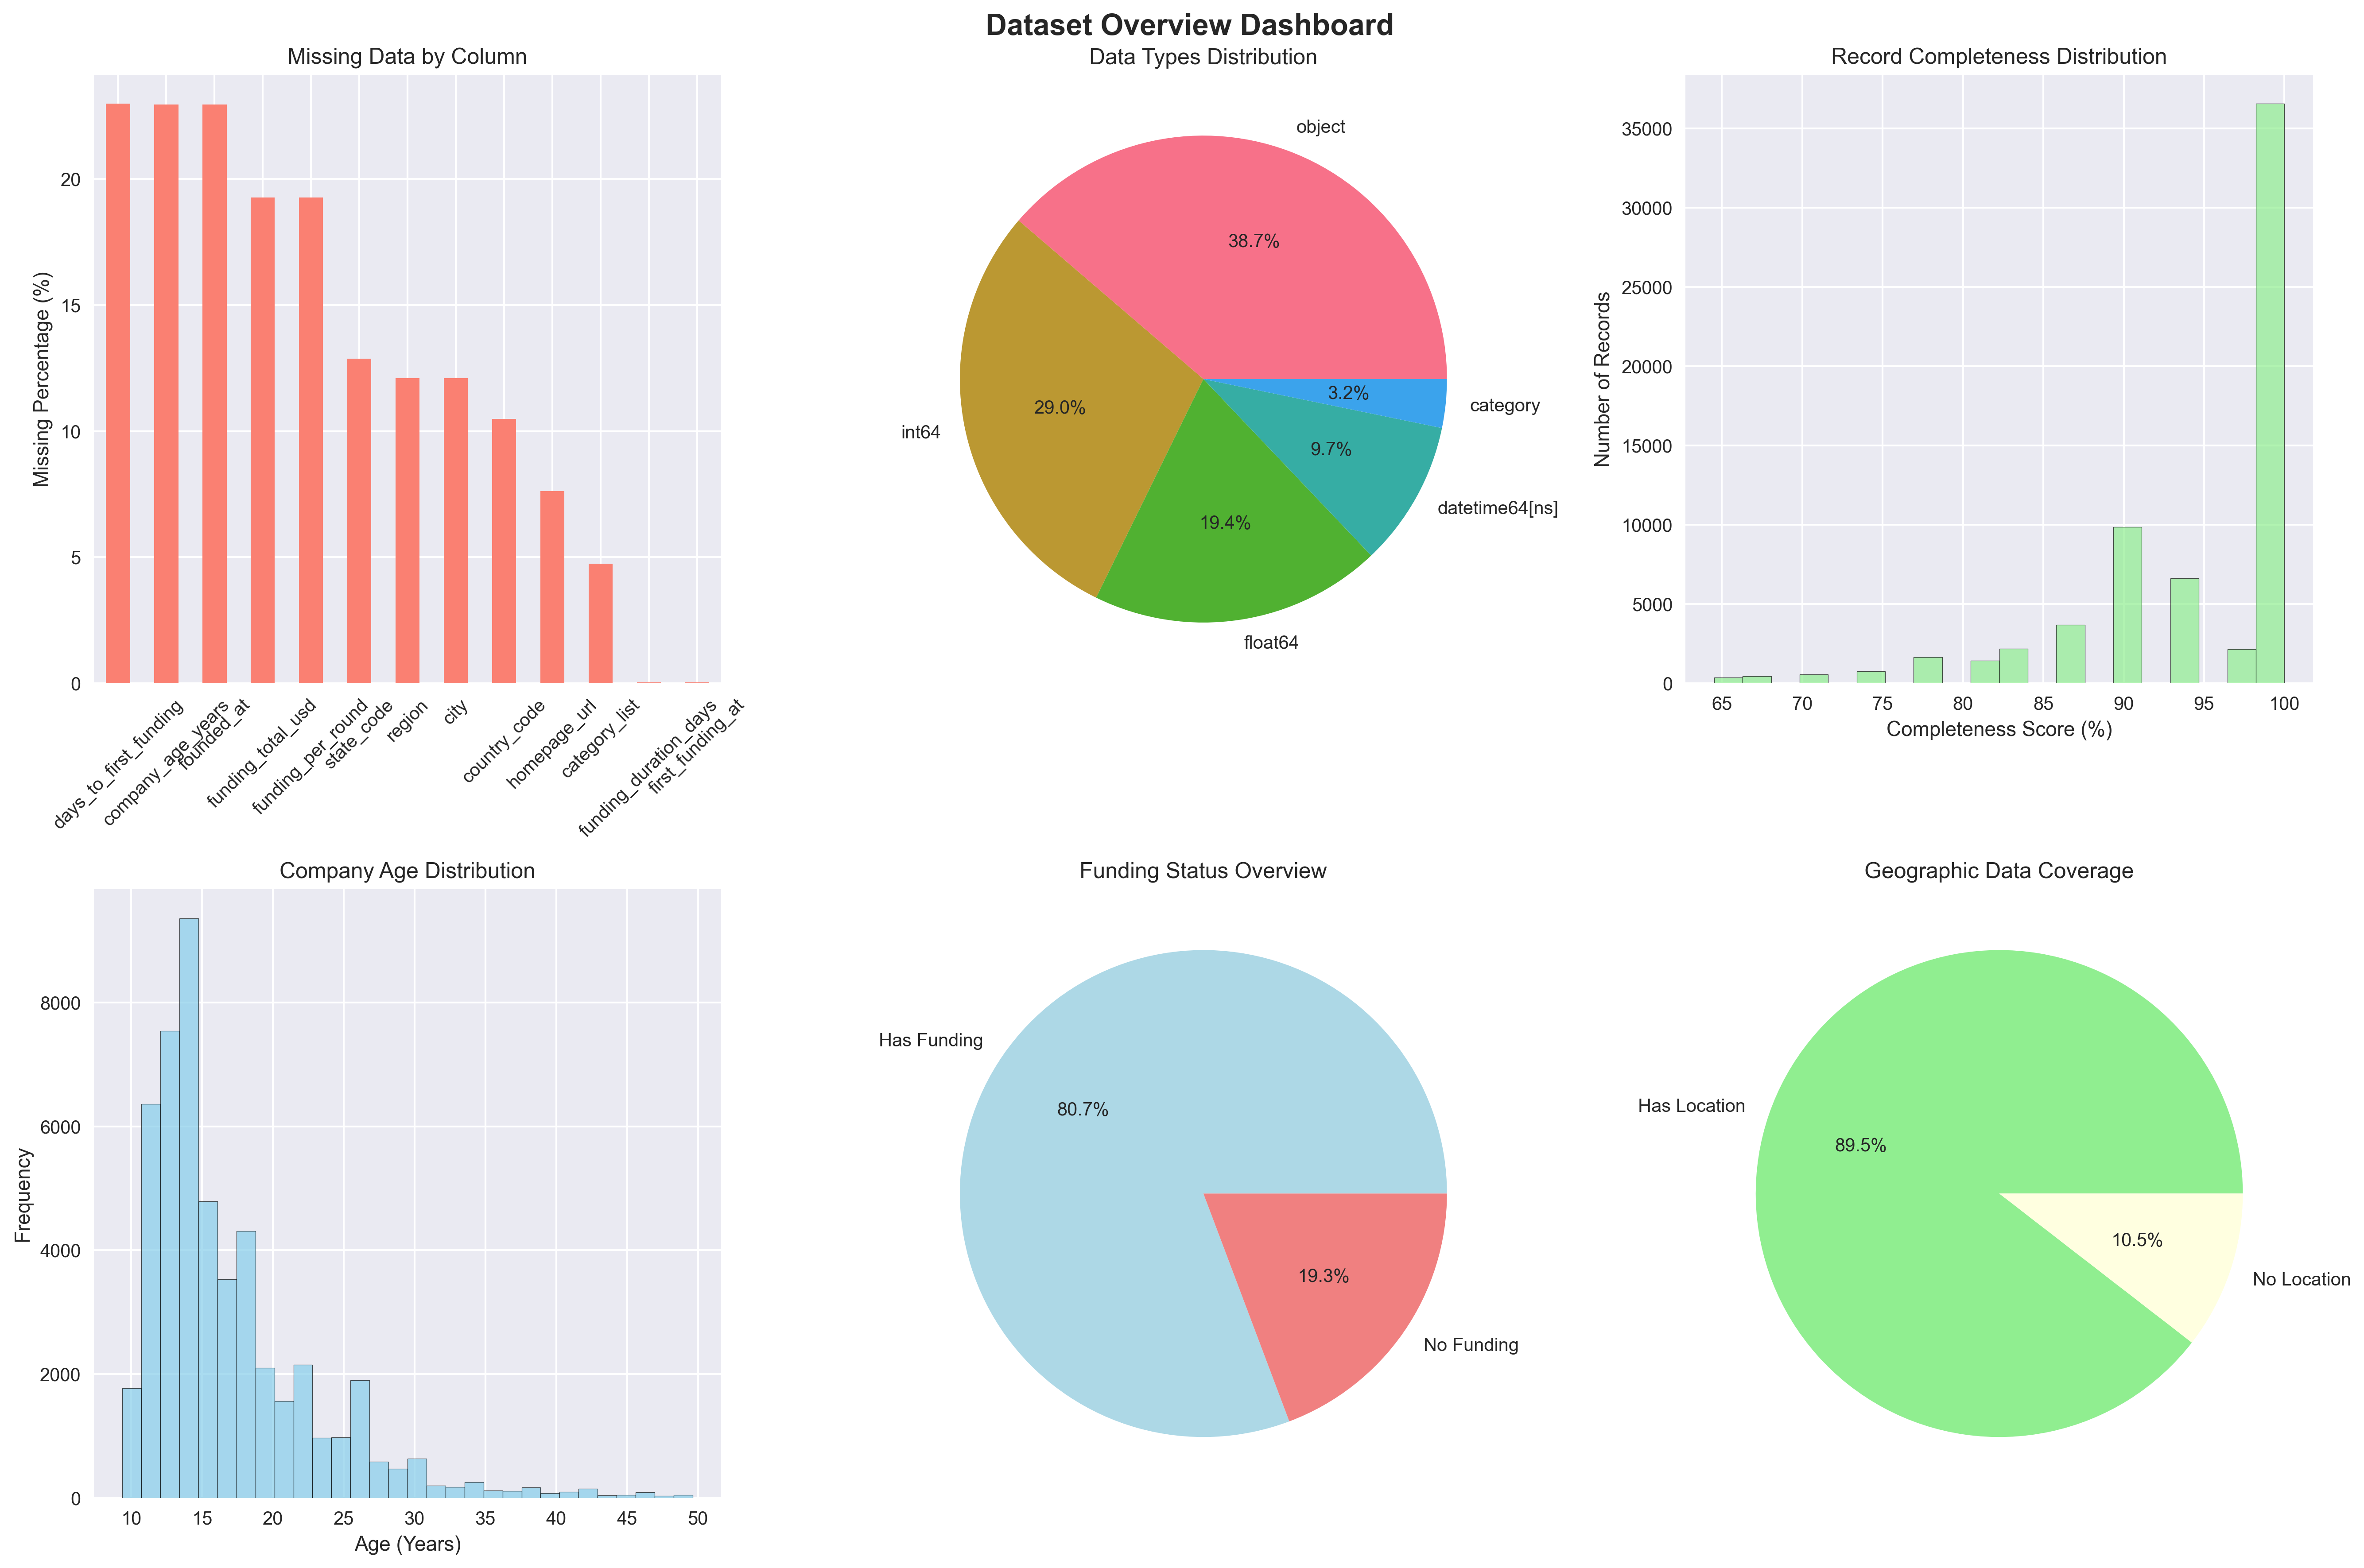 Dataset Overview Dashboard
Missing Data by Column
Missing Percentage (%)
20
15
10
5
0
days_to_first_funding
company_age_years
founded_at
funding_total_usd
funding_per_round
state_code
region
city
country_code
homepage_url
category_list
funding_duration_days
first_funding_at
Data Types Distribution
object
38.7%
int64
29.0%
float64
19.4%
datetime64[ns]
9.7%
category
3.2%
Record Completeness Distribution
Number of Records
35000
30000
25000
20000
15000
10000
5000
0
65 70 75 80 85 90 95 100
Completeness Score (%)
Company Age Distribution
Frequency
8000
6000
4000
2000
0
10 15 20 25 30 35 40 45 50
Age (Years)
Funding Status Overview
Has Funding
80.7%
19.3%
No Funding
Geographic Data Coverage
Has Location
89.5%
10.5%
No Location